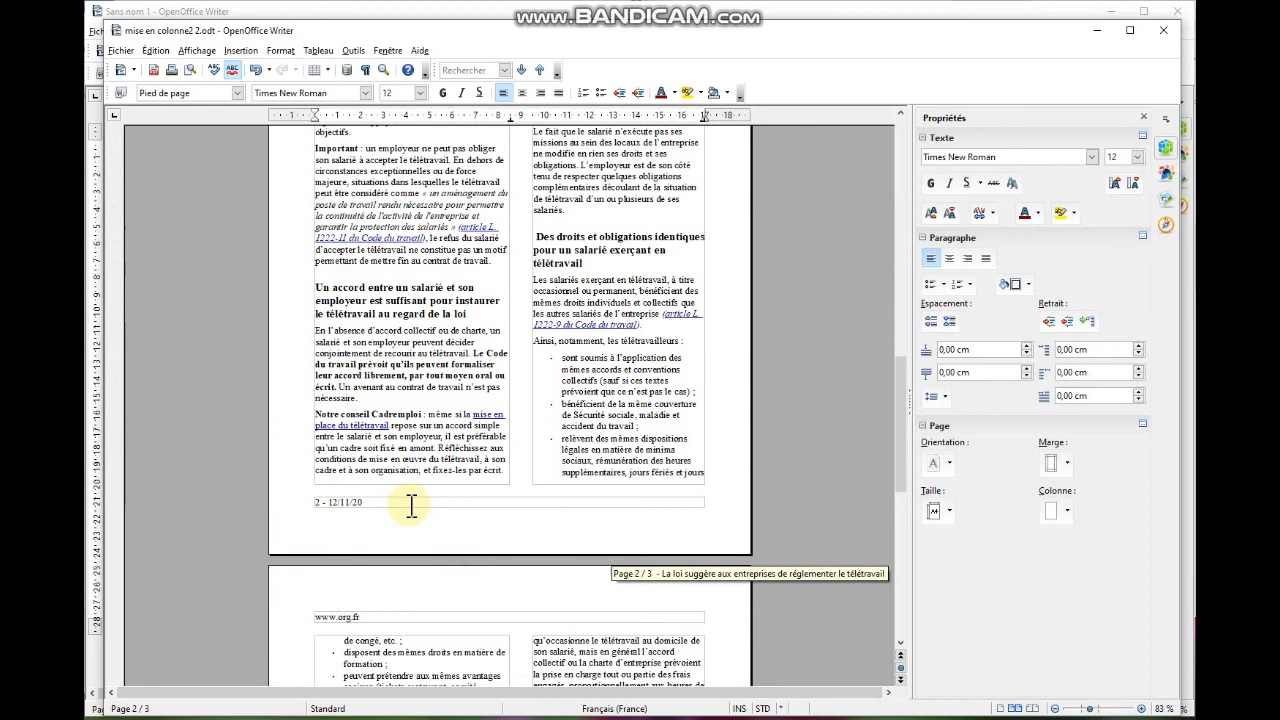 www.BANDICAM.com
Sans nom 1 - OpenOffice Writer
mise en colonne2 2.odt - OpenOffice Writer
Fichier Édition Affichage Insertion Format Tableau Outils Fenêtre Aide
Rechercher
Pied de page Times New Roman 12
Propriétés
Texte
Times New Roman 12
Paragraphe
Espacement : Retrait :
0,00 cm 0,00 cm
0,00 cm 0,00 cm
0,00 cm
Page
Orientation : Marge :
Taille : Colonne :
objectifs.
Important : un employeur ne peut pas obliger
son salarié à accepter le télétravail. En dehors de
circonstances exceptionnelles ou de force
majeure, situations dans lesquelles le télétravail
peut être considéré comme « un aménagement du
poste de travail rendu nécessaire pour permettre
la continuité de l'activité de l'entreprise et
garantir la protection des salariés » (article L.
1222-11 du Code du travail), le refus du salarié
d'accepter le télétravail ne constitue pas un motif
permettant de mettre fin au contrat de travail.
Un accord entre un salarié et son
employeur est suffisant pour instaurer
le télétravail au regard de la loi
En l'absence d'accord collectif ou de charte, un
salarié et son employeur peuvent décider
conjointement de recourir au télétravail. Le Code
du travail prévoit qu'ils peuvent formaliser
leur accord librement, par tout moyen oral ou
écrit. Un avenant au contrat de travail n'est pas
nécessaire.
Notre conseil Cadremploi : même si la mise en
place du télétravail repose sur un accord simple
entre le salarié et son employeur, il est préférable
qu'un cadre soit fixé en amont. Réfléchissez aux
conditions de mise en œuvre du télétravail, à son
cadre et à son organisation, et fixez-les par écrit.
Le fait que le salarié n'exécute pas ses
missions au sein des locaux de l'entreprise
ne modifie en rien ses droits et ses
obligations. L'employeur est de son côté
tenu de respecter quelques obligations
complémentaires découlant de la situation
de télétravail d'un ou plusieurs de ses
salariés.
Des droits et obligations identiques
pour un salarié exerçant en
télétravail
Les salariés exerçant en télétravail, à titre
occasionnel ou permanent, bénéficient des
mêmes droits individuels et collectifs que
les autres salariés de l'entreprise (article L.
1222-9 du Code du travail).
Ainsi, notamment, les télétravailleurs :
· sont soumis à l'application des
mêmes accords et conventions
collectifs (sauf si ces textes
prévoient que ce n'est pas le cas) ;
· bénéficient de la même couverture
de Sécurité sociale, maladie et
accident du travail ;
· relèvent des mêmes dispositions
légales en matière de minima
sociaux, rémunération des heures
supplémentaires, jours fériés et jours
2 - 12/11/20
Page 2 / 3 - La loi suggère aux entreprises de réglementer le télétravail
www.org.fr
de congé, etc. ;
· disposent des mêmes droits en matière de
formation ;
· peuvent prétendre aux mêmes avantages
qu'occasionne le télétravail au domicile de
son salarié, mais en général l'accord
collectif ou la charte d'entreprise prévoient
la prise en charge tout ou partie des frais
Page 2 / 3 Standard Français (France) INS STD * 83 %